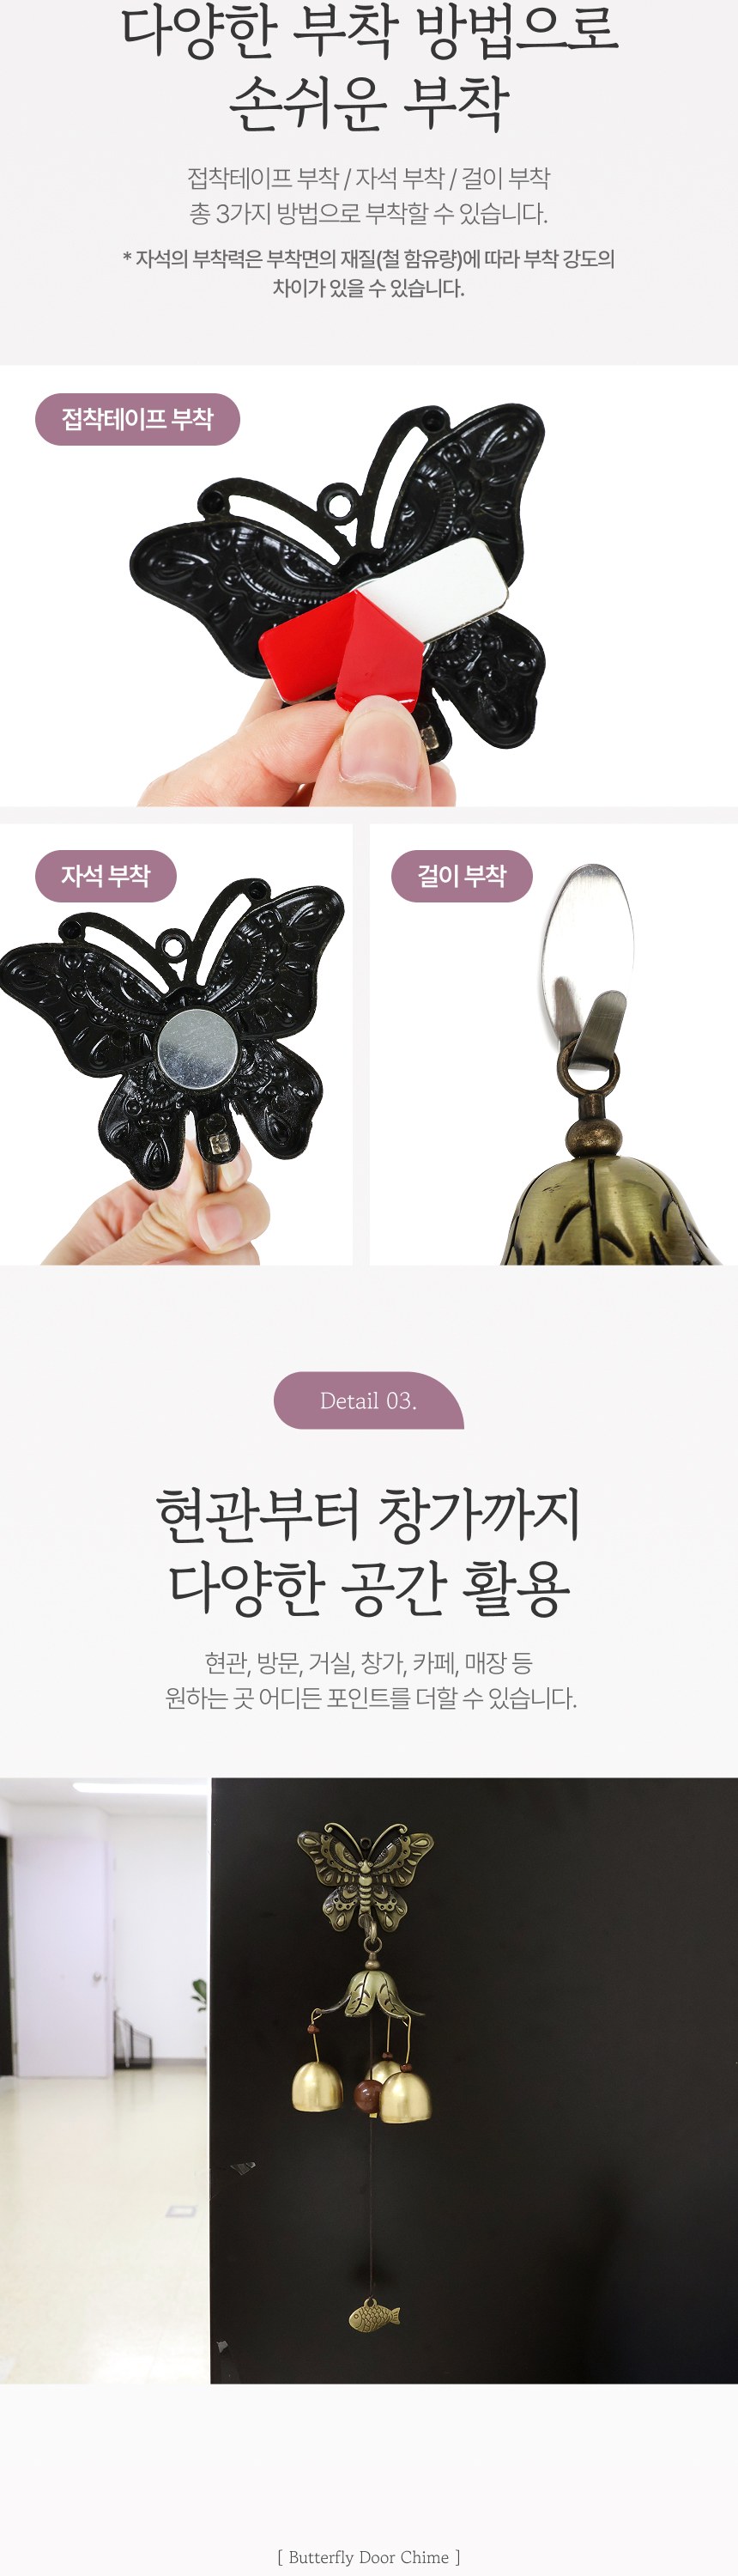 다양한 부착 방법으로
손쉬운 부착
접착테이프 부착 / 자석 부착 / 걸이 부착
총 3가지 방법으로 부착할 수 있습니다.
* 자석의 부착력은 부착면의 재질(철 함유량)에 따라 부착 강도의
차이가 있을 수 있습니다.
접착테이프 부착
자석 부착
걸이 부착
Detail 03.
현관부터 창가까지
다양한 공간 활용
현관, 방문, 거실, 창가, 카페, 매장 등
원하는 곳 어디든 포인트를 더할 수 있습니다.
[ Butterfly Door Chime ]